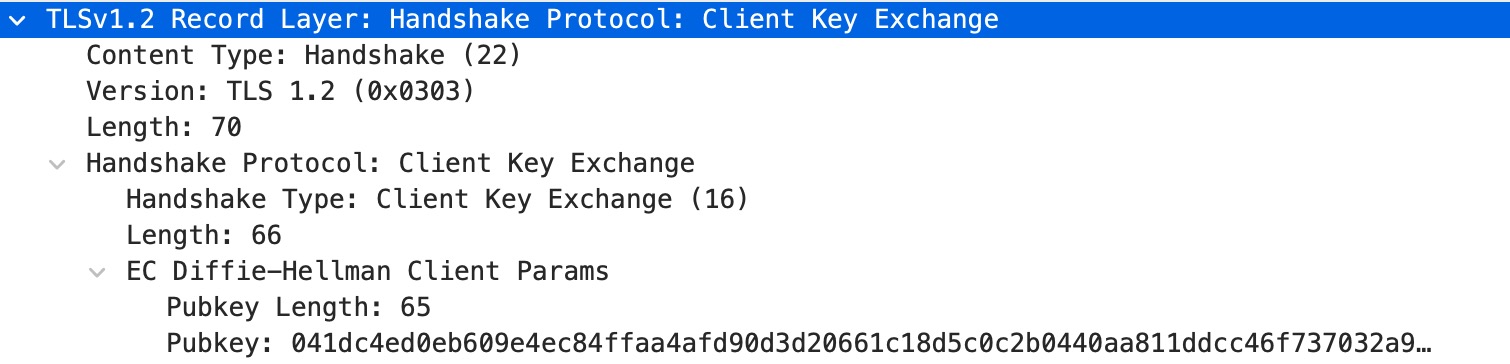 TLSv1.2 Record Layer: Handshake Protocol: Client Key Exchange
Content Type: Handshake (22)
Version: TLS 1.2 (0x0303)
Length: 70
Handshake Protocol: Client Key Exchange
Handshake Type: Client Key Exchange (16)
Length: 66
EC Diffie-Hellman Client Params
Pubkey Length: 65
Pubkey: 041dc4ed0eb609e4ec84ffaa4afd90d3d20661c18d5c0c2b0440aa811ddcc46f737032a9…